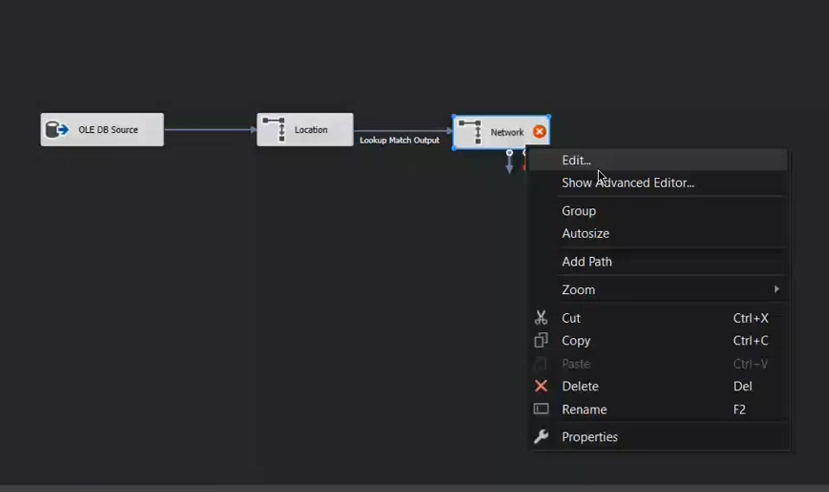 OLE DB Source
Location
Lookup Match Output
Network
Edit...
Show Advanced Editor...
Group
Autosize
Add Path
Zoom
Cut Ctrl+X
Copy Ctrl+C
Paste Ctrl+V
Delete Del
Rename F2
Properties